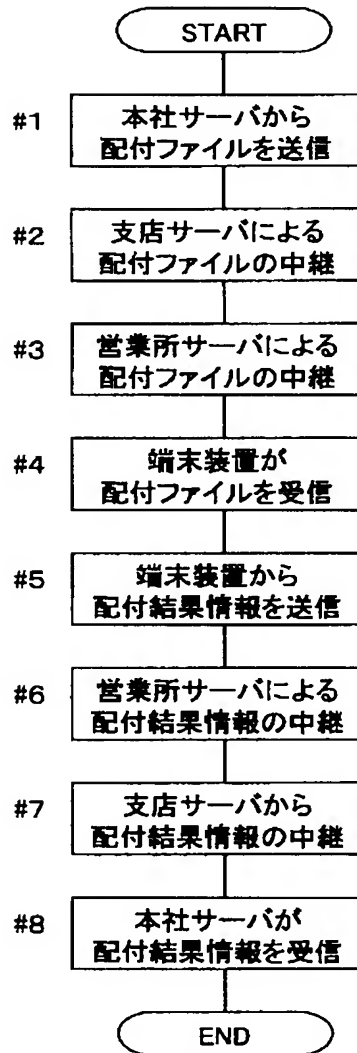 START
#1
本社サーバから
配付ファイルを送信
#2
支店サーバによる
配付ファイルの中継
#3
営業所サーバによる
配付ファイルの中継
#4
端末装置が
配付ファイルを受信
#5
端末装置から
配付結果情報を送信
#6
営業所サーバによる
配付結果情報の中継
#7
支店サーバから
配付結果情報の中継
#8
本社サーバが
配付結果情報を受信
END